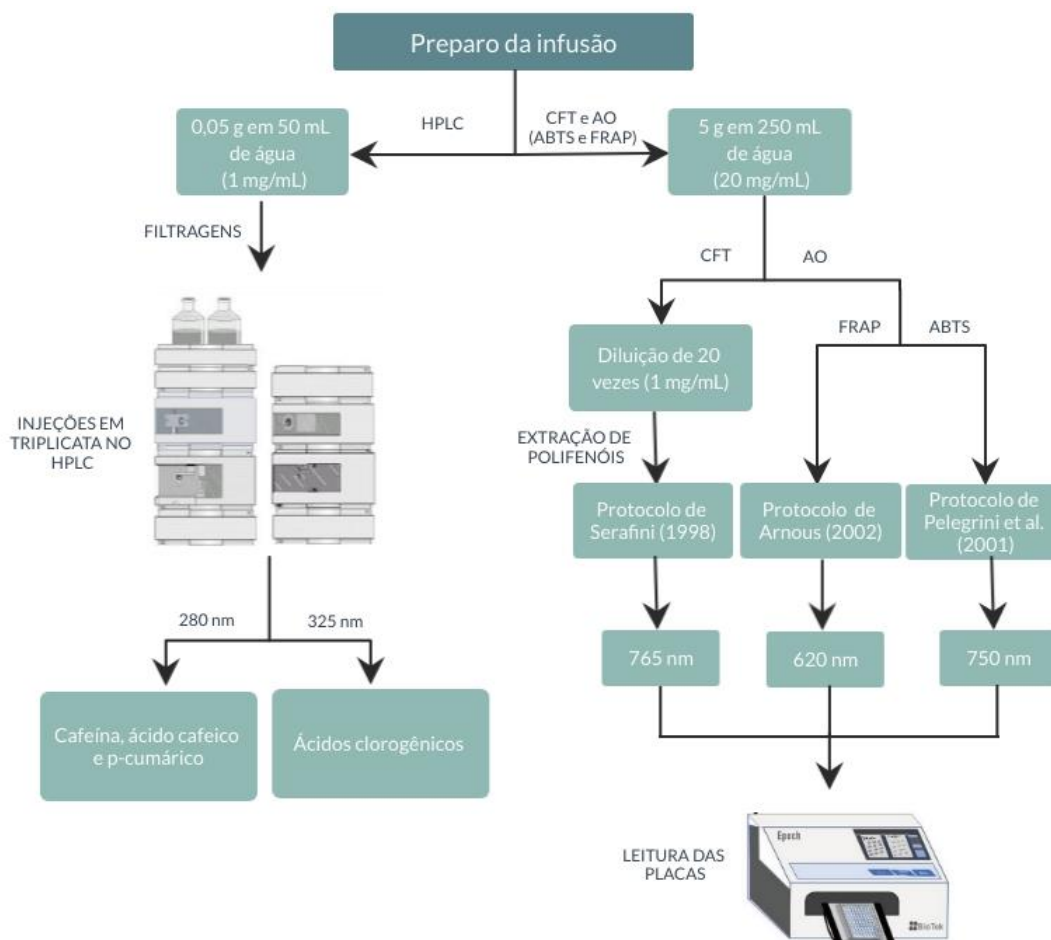 Preparo da infusão
HPLC
CFT e AO
(ABTS e FRAP)
0,05 g em 50 mL
de água
(1 mg/mL)
5 g em 250 mL
de água
(20 mg/mL)
FILTRAGENS
CFT
AO
FRAP
ABTS
Diluição de 20
vezes (1 mg/mL)
INJEÇÕES EM
TRIPLICATA NO
HPLC
EXTRAÇÃO DE
POLIFENÓIS
Protocolo de
Serafini (1998)
Protocolo de
Arnous (2002)
Protocolo de
Pelegrini et al.
(2001)
280 nm
325 nm
765 nm
620 nm
750 nm
Cafeína, ácido cafeico
e p-cumárico
Ácidos clorogênicos
LEITURA DAS
PLACAS
Epoch
BioTek